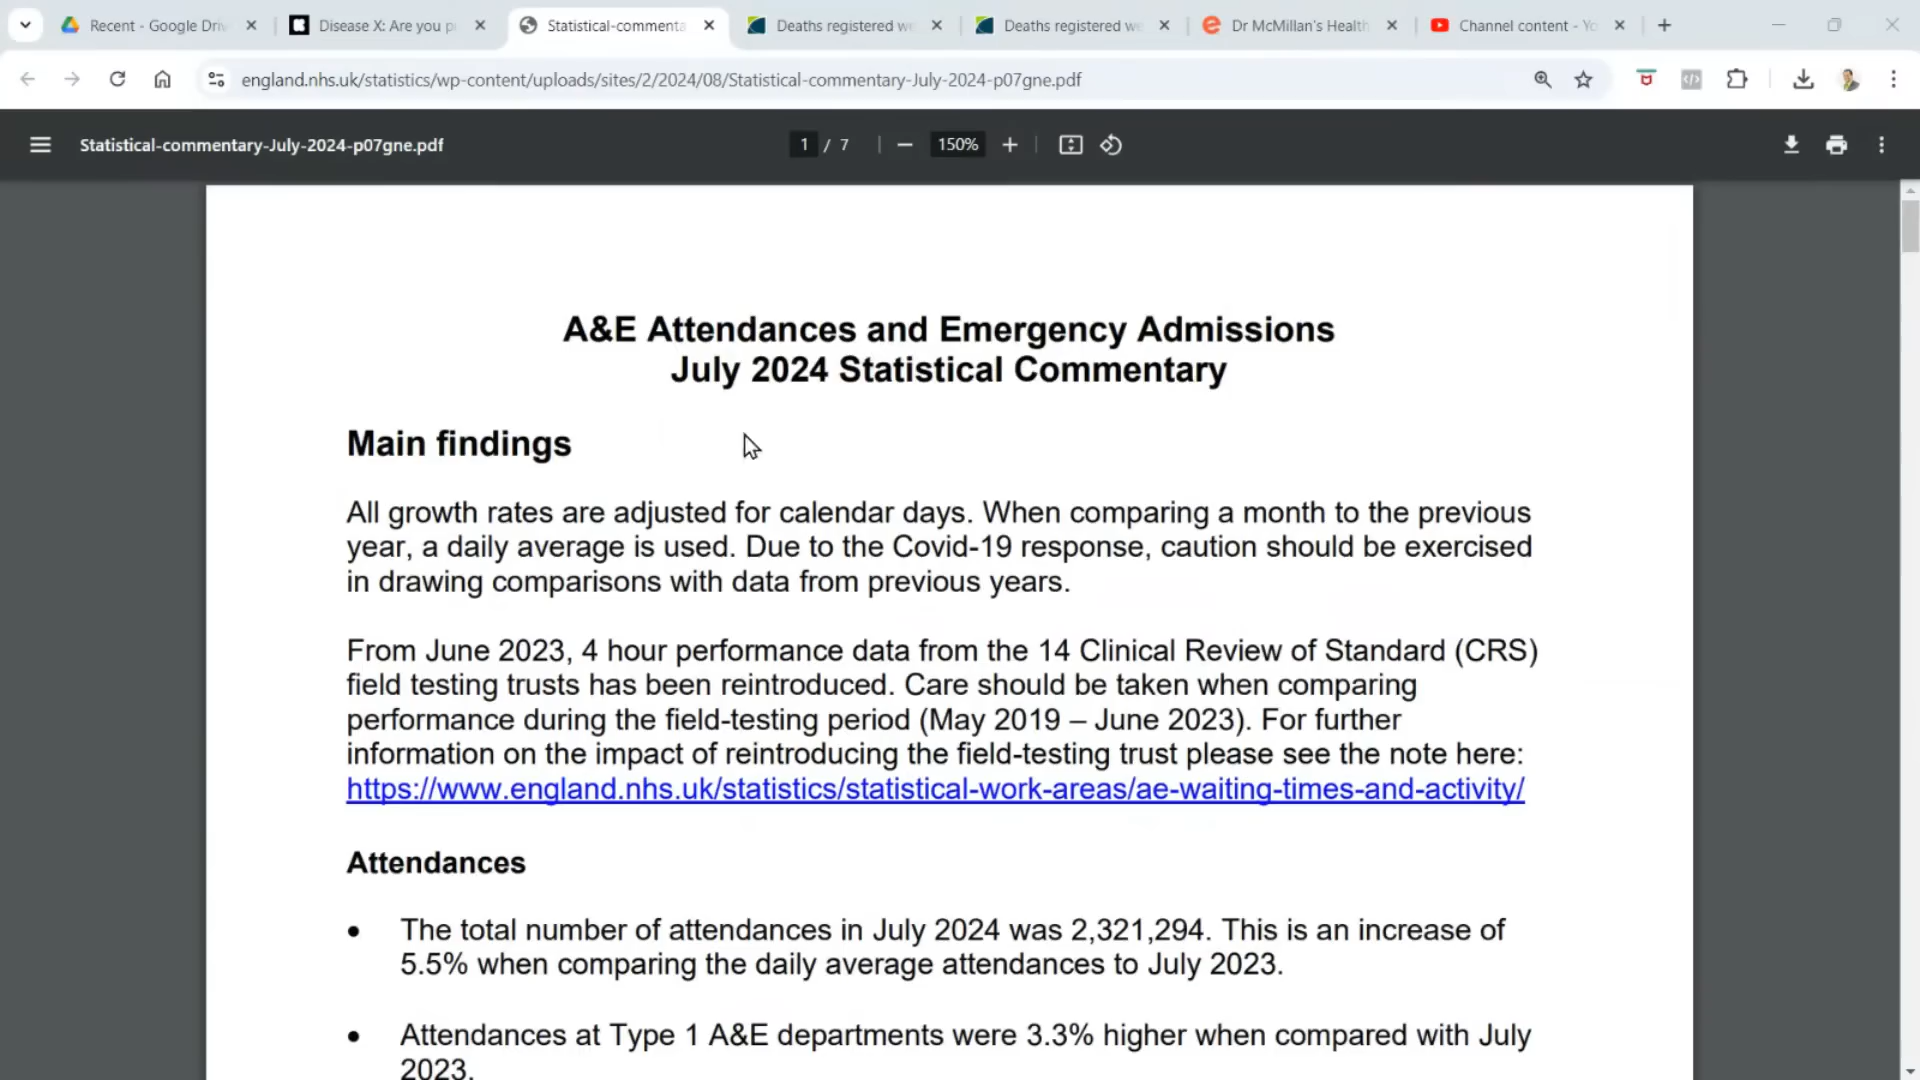 Recent - Google Driv
Disease X: Are you p
Statistical-commenta
Deaths registered we
Deaths registered we
Dr McMillan's Health
Channel content - Yo
england.nhs.uk/statistics/wp-content/uploads/sites/2/2024/08/Statistical-commentary-July-2024-p07gne.pdf
Statistical-commentary-July-2024-p07gne.pdf
1 / 7
150%
A&E Attendances and Emergency Admissions
July 2024 Statistical Commentary
Main findings
All growth rates are adjusted for calendar days. When comparing a month to the previous
year, a daily average is used. Due to the Covid-19 response, caution should be exercised
in drawing comparisons with data from previous years.
From June 2023, 4 hour performance data from the 14 Clinical Review of Standard (CRS)
field testing trusts has been reintroduced. Care should be taken when comparing
performance during the field-testing period (May 2019 – June 2023). For further
information on the impact of reintroducing the field-testing trust please see the note here:
https://www.england.nhs.uk/statistics/statistical-work-areas/ae-waiting-times-and-activity/
Attendances
• The total number of attendances in July 2024 was 2,321,294. This is an increase of
5.5% when comparing the daily average attendances to July 2023.
• Attendances at Type 1 A&E departments were 3.3% higher when compared with July
2023.